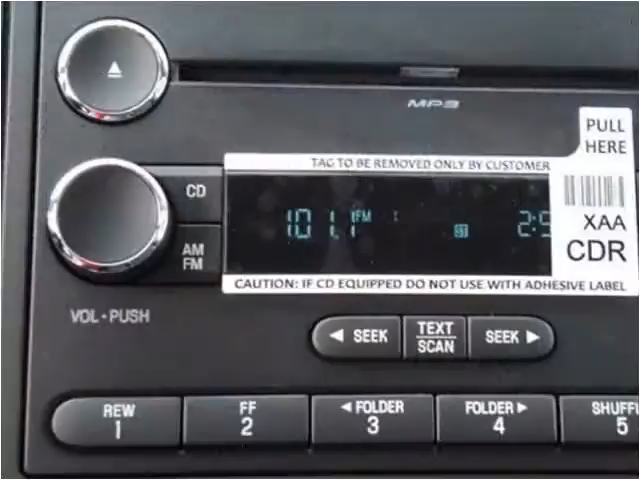 MP3
PULL
HERE
TAG TO BE REMOVED ONLY BY CUSTOMER
CD
101.1 FM
XAA
CDR
AM
FM
CAUTION: IF CD EQUIPPED DO NOT USE WITH ADHESIVE LABEL
VOL • PUSH
◄ SEEK
TEXT
SCAN
SEEK ►
REW
1
FF
2
◄ FOLDER
3
FOLDER ►
4
5